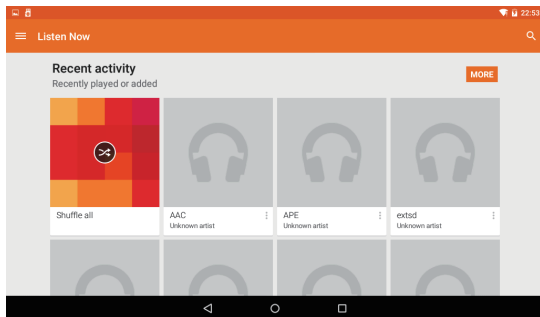 22:53
Listen Now
Recent activity
Recently played or added
MORE
Shuffle all
AAC
Unknown artist
APE
Unknown artist
extsd
Unknown artist